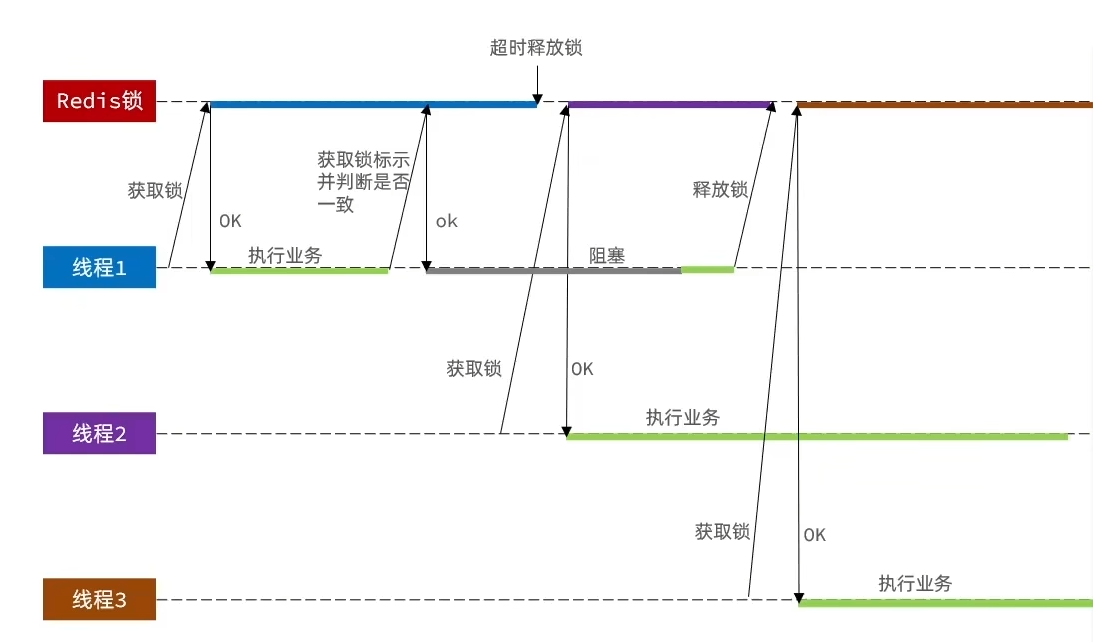 超时释放锁
Redis锁
获取锁标示
并判断是否
一致
获取锁
释放锁
OK
ok
执行业务
阻塞
线程1
获取锁
OK
执行业务
线程2
获取锁
OK
执行业务
线程3